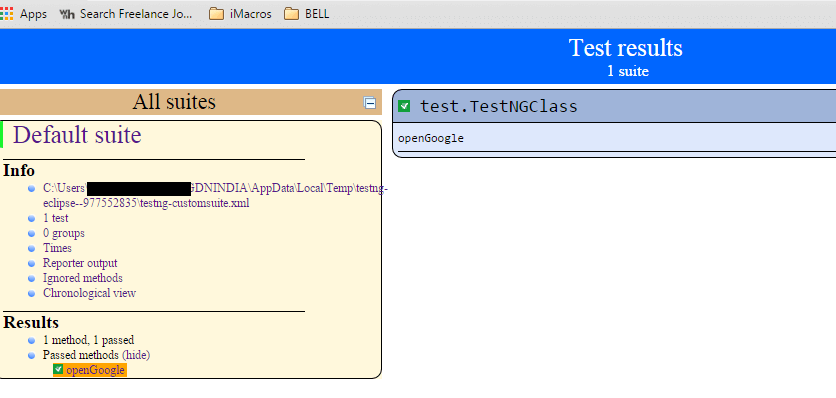 Apps Search Freelance Jo... iMacros BELL
Test results
1 suite
All suites
Default suite
Info
C:\Users\ GDNINDIA\AppData\Local\Temp\testng-
eclipse--977552835\testng-customsuite.xml
1 test
0 groups
Times
Reporter output
Ignored methods
Chronological view
Results
1 method, 1 passed
Passed methods (hide)
openGoogle
test.TestNGClass
openGoogle